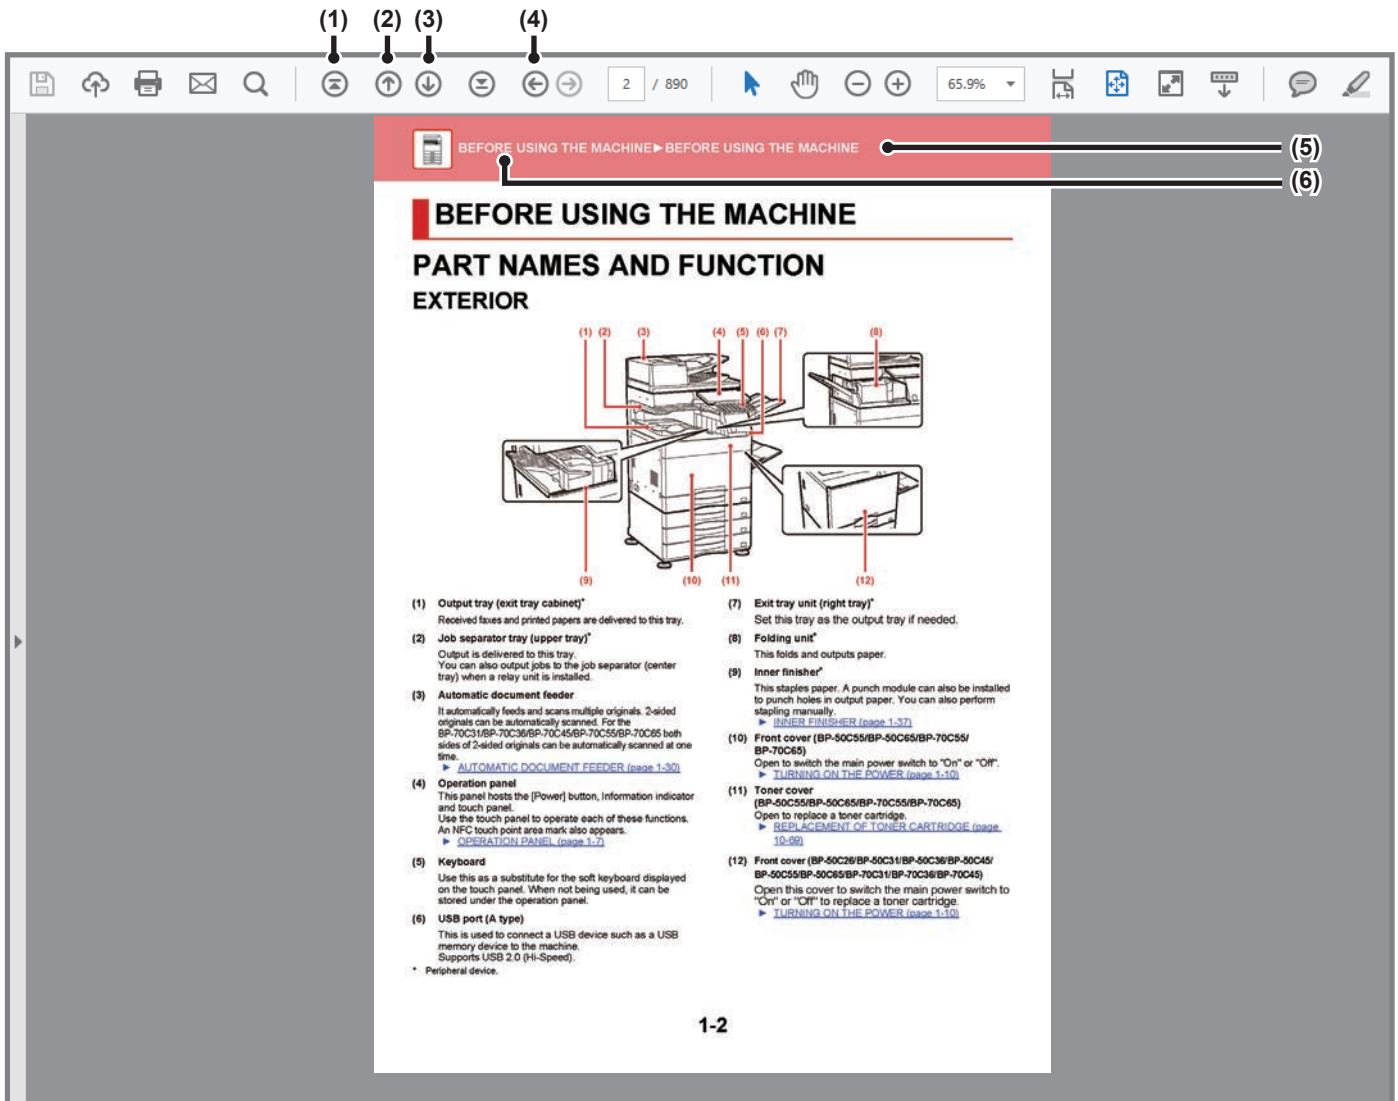 (1) (2) (3) (4)
2 / 890 65.9%
BEFORE USING THE MACHINE►BEFORE USING THE MACHINE
(5)
(6)
BEFORE USING THE MACHINE
PART NAMES AND FUNCTION
EXTERIOR
(1) (2) (3) (4) (5) (6) (7) (8)
(9) (10) (11) (12)
(1) Output tray (exit tray cabinet)*
Received faxes and printed papers are delivered to this tray.
(2) Job separator tray (upper tray)*
Output is delivered to this tray.
You can also output jobs to the job separator (center
tray) when a relay unit is installed.
(3) Automatic document feeder
It automatically feeds and scans multiple originals. 2-sided
originals can be automatically scanned. For the
BP-70C31/BP-70C36/BP-70C45/BP-70C55/BP-70C65 both
sides of 2-sided originals can be automatically scanned at one
time.
► AUTOMATIC DOCUMENT FEEDER (page 1-30)
(4) Operation panel
This panel hosts the [Power] button, Information indicator
and touch panel.
Use the touch panel to operate each of these functions.
An NFC touch point area mark also appears.
► OPERATION PANEL (page 1-7)
(5) Keyboard
Use this as a substitute for the soft keyboard displayed
on the touch panel. When not being used, it can be
stored under the operation panel.
(6) USB port (A type)
This is used to connect a USB device such as a USB
memory device to the machine.
Supports USB 2.0 (Hi-Speed).
* Peripheral device.
(7) Exit tray unit (right tray)*
Set this tray as the output tray if needed.
(8) Folding unit*
This folds and outputs paper.
(9) Inner finisher*
This staples paper. A punch module can also be installed
to punch holes in output paper. You can also perform
stapling manually.
► INNER FINISHER (page 1-37)
(10) Front cover (BP-50C55/BP-50C65/BP-70C55/
BP-70C65)
Open to switch the main power switch to "On" or "Off".
► TURNING ON THE POWER (page 1-10)
(11) Toner cover
(BP-50C55/BP-50C65/BP-70C55/BP-70C65)
Open to replace a toner cartridge.
► REPLACEMENT OF TONER CARTRIDGE (page
10-69)
(12) Front cover (BP-50C26/BP-50C31/BP-50C36/BP-50C45/
BP-50C55/BP-50C65/BP-70C31/BP-70C36/BP-70C45)
Open this cover to switch the main power switch to
"On" or "Off" to replace a toner cartridge.
► TURNING ON THE POWER (page 1-10)
1-2